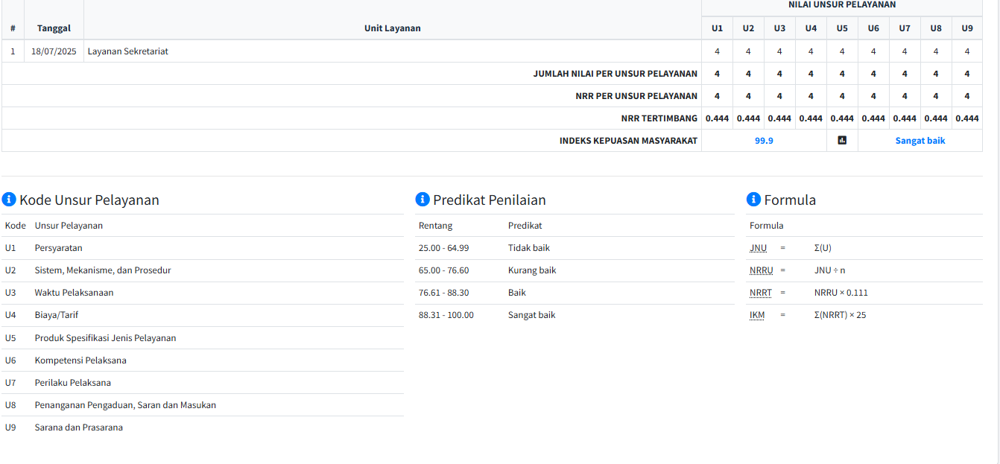 NILAI UNSUR PELAYANAN
# Tanggal Unit Layanan U1 U2 U3 U4 U5 U6 U7 U8 U9
1 18/07/2025 Layanan Sekretariat 4 4 4 4 4 4 4 4 4
JUMLAH NILAI PER UNSUR PELAYANAN 4 4 4 4 4 4 4 4 4
NRR PER UNSUR PELAYANAN 4 4 4 4 4 4 4 4 4
NRR TERTIMBANG 0.444 0.444 0.444 0.444 0.444 0.444 0.444 0.444 0.444
INDEKS KEPUASAN MASYARAKAT 99.9 Sangat baik
Kode Unsur Pelayanan
Kode Unsur Pelayanan
U1 Persyaratan
U2 Sistem, Mekanisme, dan Prosedur
U3 Waktu Pelaksanaan
U4 Biaya/Tarif
U5 Produk Spesifikasi Jenis Pelayanan
U6 Kompetensi Pelaksana
U7 Perilaku Pelaksana
U8 Penanganan Pengaduan, Saran dan Masukan
U9 Sarana dan Prasarana
Predikat Penilaian
Rentang Predikat
25.00 - 64.99 Tidak baik
65.00 - 76.60 Kurang baik
76.61 - 88.30 Baik
88.31 - 100.00 Sangat baik
Formula
Formula
JNU = Σ(U)
NRRU = JNU ÷ n
NRRT = NRRU × 0.111
IKM = Σ(NRRT) × 25